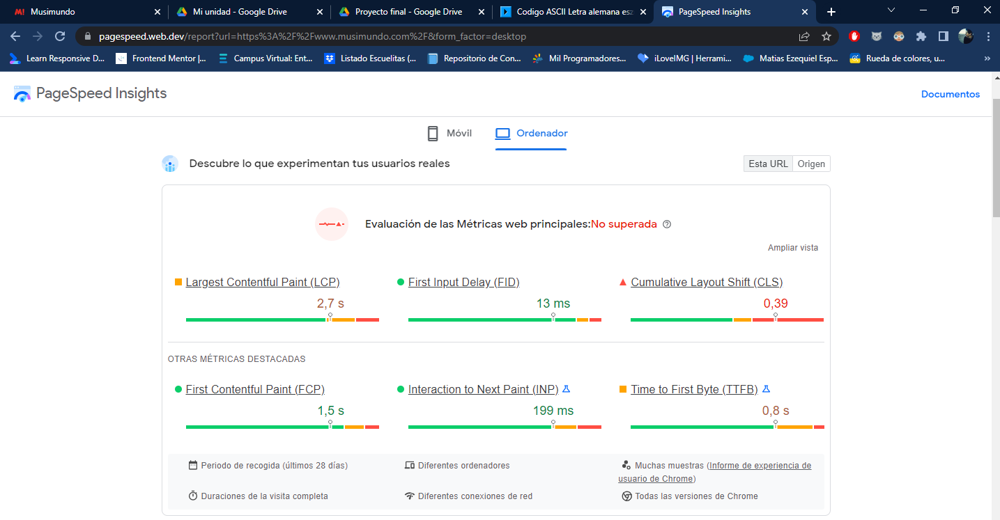 Musimundo
Mi unidad - Google Drive
Proyecto final - Google Drive
Codigo ASCII Letra alemana esz
PageSpeed Insights
pagespeed.web.dev/report?url=https%3A%2F%2Fwww.musimundo.com%2F&form_factor=desktop
Learn Responsive D...
Frontend Mentor |...
Campus Virtual: Ent...
Listado Escuelitas (...
Repositorio de Cons...
Mil Programadores...
iLoveIMG | Herrami...
Matias Ezequiel Esp...
Rueda de colores, u...
»
PageSpeed Insights
Documentos
Móvil
Ordenador
Descubre lo que experimentan tus usuarios reales
Esta URL
Origen
Evaluación de las Métricas web principales:No superada
Ampliar vista
Largest Contentful Paint (LCP)
2,7 s
First Input Delay (FID)
13 ms
Cumulative Layout Shift (CLS)
0,39
OTRAS MÉTRICAS DESTACADAS
First Contentful Paint (FCP)
1,5 s
Interaction to Next Paint (INP)
199 ms
Time to First Byte (TTFB)
0,8 s
Periodo de recogida (últimos 28 días)
Diferentes ordenadores
Muchas muestras (Informe de experiencia de
usuario de Chrome)
Duraciones de la visita completa
Diferentes conexiones de red
Todas las versiones de Chrome